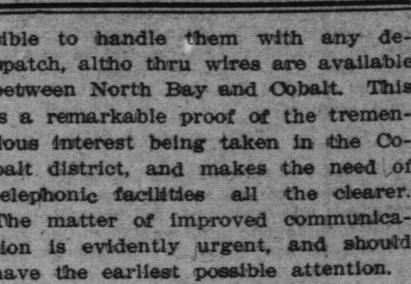 ible to handle them with any de-
patch, altho thru wires are available
between North Bay and Cobalt. This
s a remarkable proof of the tremen-
dous interest being taken in the Co-
balt district, and makes the need of
telephonic facilities all the clearer.
The matter of improved communica-
tion is evidently urgent, and should
have the earliest possible attention.